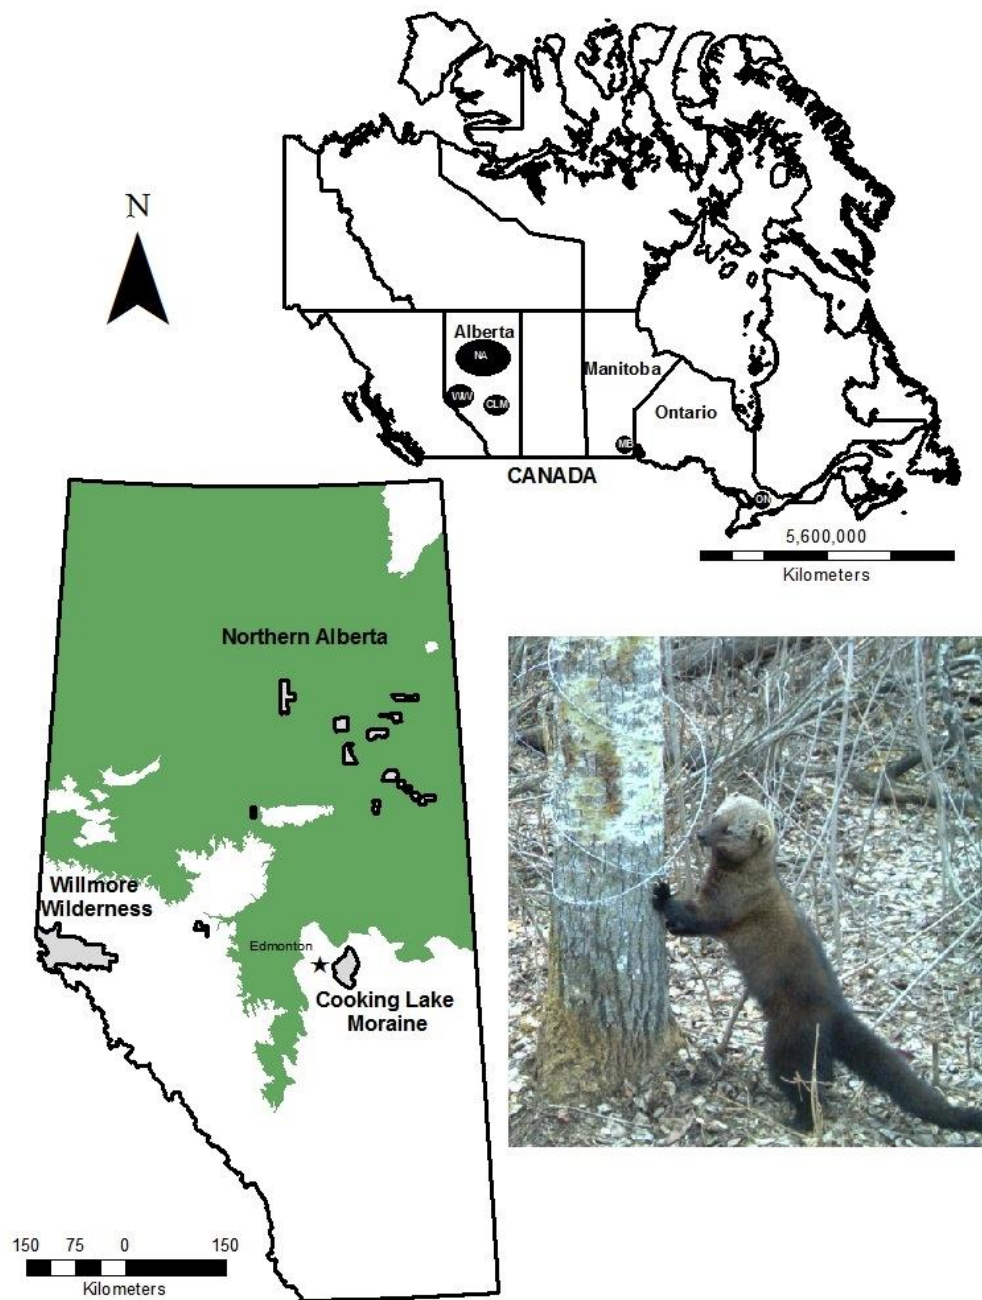 N
Alberta
NA
WW
CLM
Manitoba
Ontario
MB
CANADA
ON
5,600,000
Kilometers
Northern Alberta
Willmore
Wilderness
Edmonton
Cooking Lake
Moraine
150 75 0 150
Kilometers